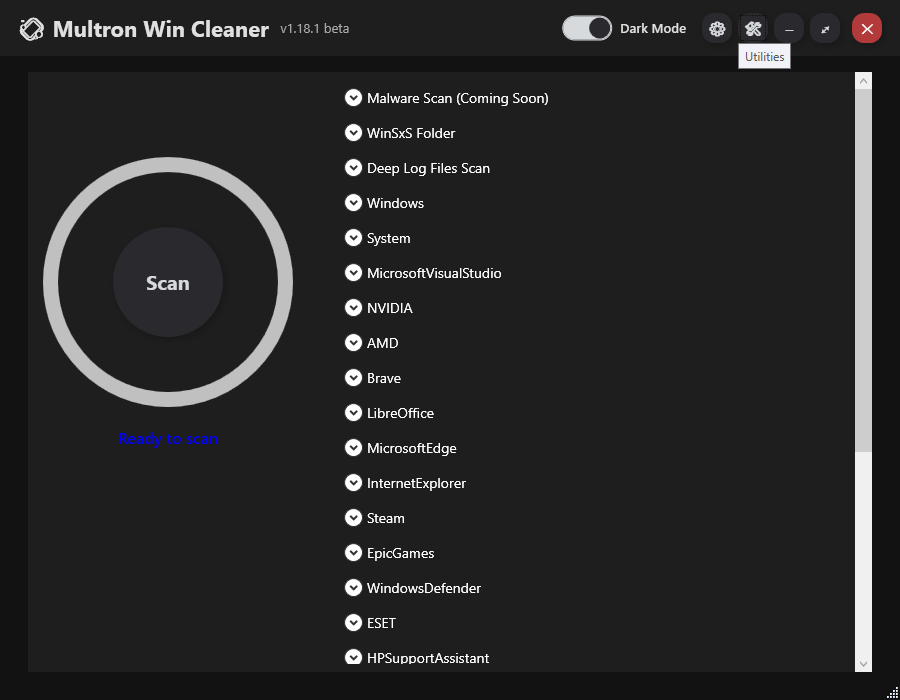 Multron Win Cleaner v1.18.1 beta
Dark Mode
Utilities
Scan
Ready to scan
Malware Scan (Coming Soon)
WinSxS Folder
Deep Log Files Scan
Windows
System
MicrosoftVisualStudio
NVIDIA
AMD
Brave
LibreOffice
MicrosoftEdge
InternetExplorer
Steam
EpicGames
WindowsDefender
ESET
HPSupportAssistant